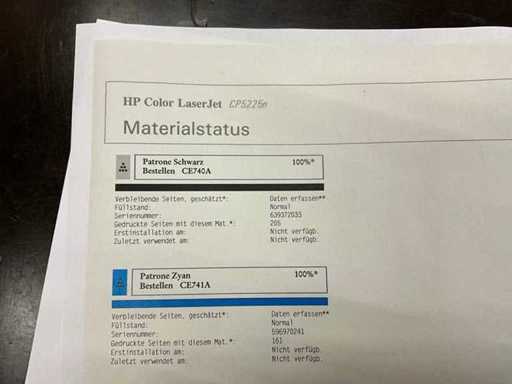 HP Color LaserJet CP5225n
Materialstatus
Patrone Schwarz 100%*
Bestellen CE740A
Verbleibende Seiten, geschätzt*: Daten erfassen**
Füllstand: Normal
Seriennummer: 639372033
Gedruckte Seiten mit diesem Mat.*: 205
Erstinstallation am: Nicht verfügb.
Zuletzt verwendet am: Nicht verfügb.
Patrone Zyan 100%*
Bestellen CE741A
Verbleibende Seiten, geschätzt*: Daten erfassen**
Füllstand: Normal
Seriennummer: 596970241
Gedruckte Seiten mit diesem Mat.*: 161
Erstinstallation am: Nicht verfügb.
Zuletzt verwendet am: Nicht verfügb.